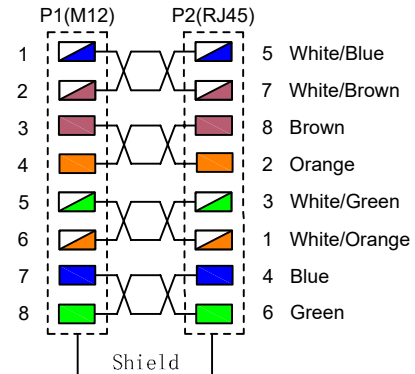 P1(M12) P2(RJ45)
1 5 White/Blue
2 7 White/Brown
3 8 Brown
4 2 Orange
5 3 White/Green
6 1 White/Orange
7 4 Blue
8 6 Green
Shield